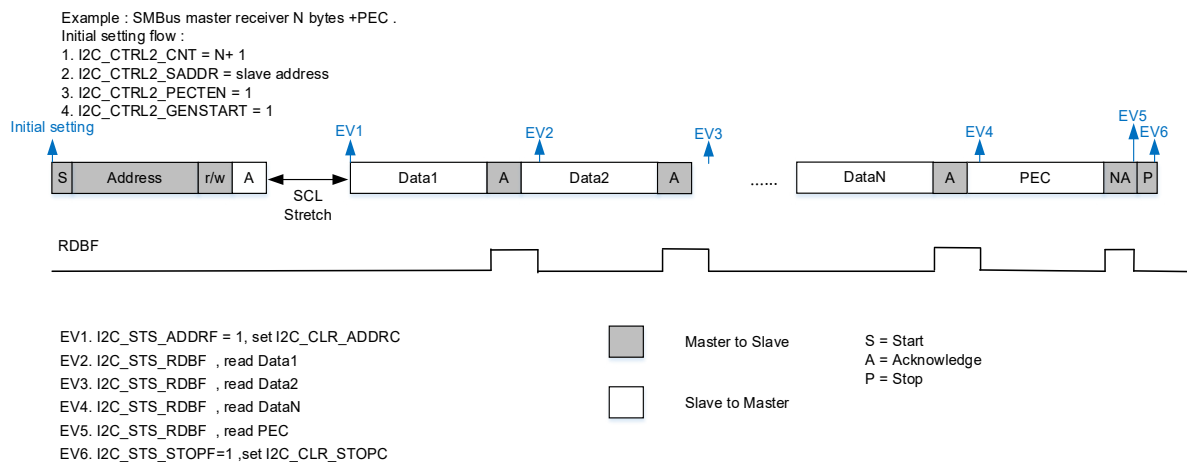 Example : SMBus master receiver N bytes +PEC .
Initial setting flow :
1. I2C_CTRL2_CNT = N+ 1
2. I2C_CTRL2_SADDR = slave address
3. I2C_CTRL2_PECTEN = 1
4. I2C_CTRL2_GENSTART = 1
Initial setting EV1 EV2 EV3 EV4 EV5 EV6
S Address r/w A Data1 A Data2 A ...... DataN A PEC NA P
SCL
Stretch
RDBF
EV1. I2C_STS_ADDRF = 1, set I2C_CLR_ADDRC
EV2. I2C_STS_RDBF , read Data1
EV3. I2C_STS_RDBF , read Data2
EV4. I2C_STS_RDBF , read DataN
EV5. I2C_STS_RDBF , read PEC
EV6. I2C_STS_STOPF=1 ,set I2C_CLR_STOPC
Master to Slave
Slave to Master
S = Start
A = Acknowledge
P = Stop